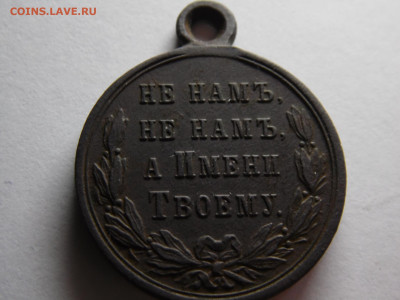 COINS.LAVE.RU
НЕ НАМЪ,
НЕ НАМЪ,
А ИМЕНИ
ТВОЕМУ.